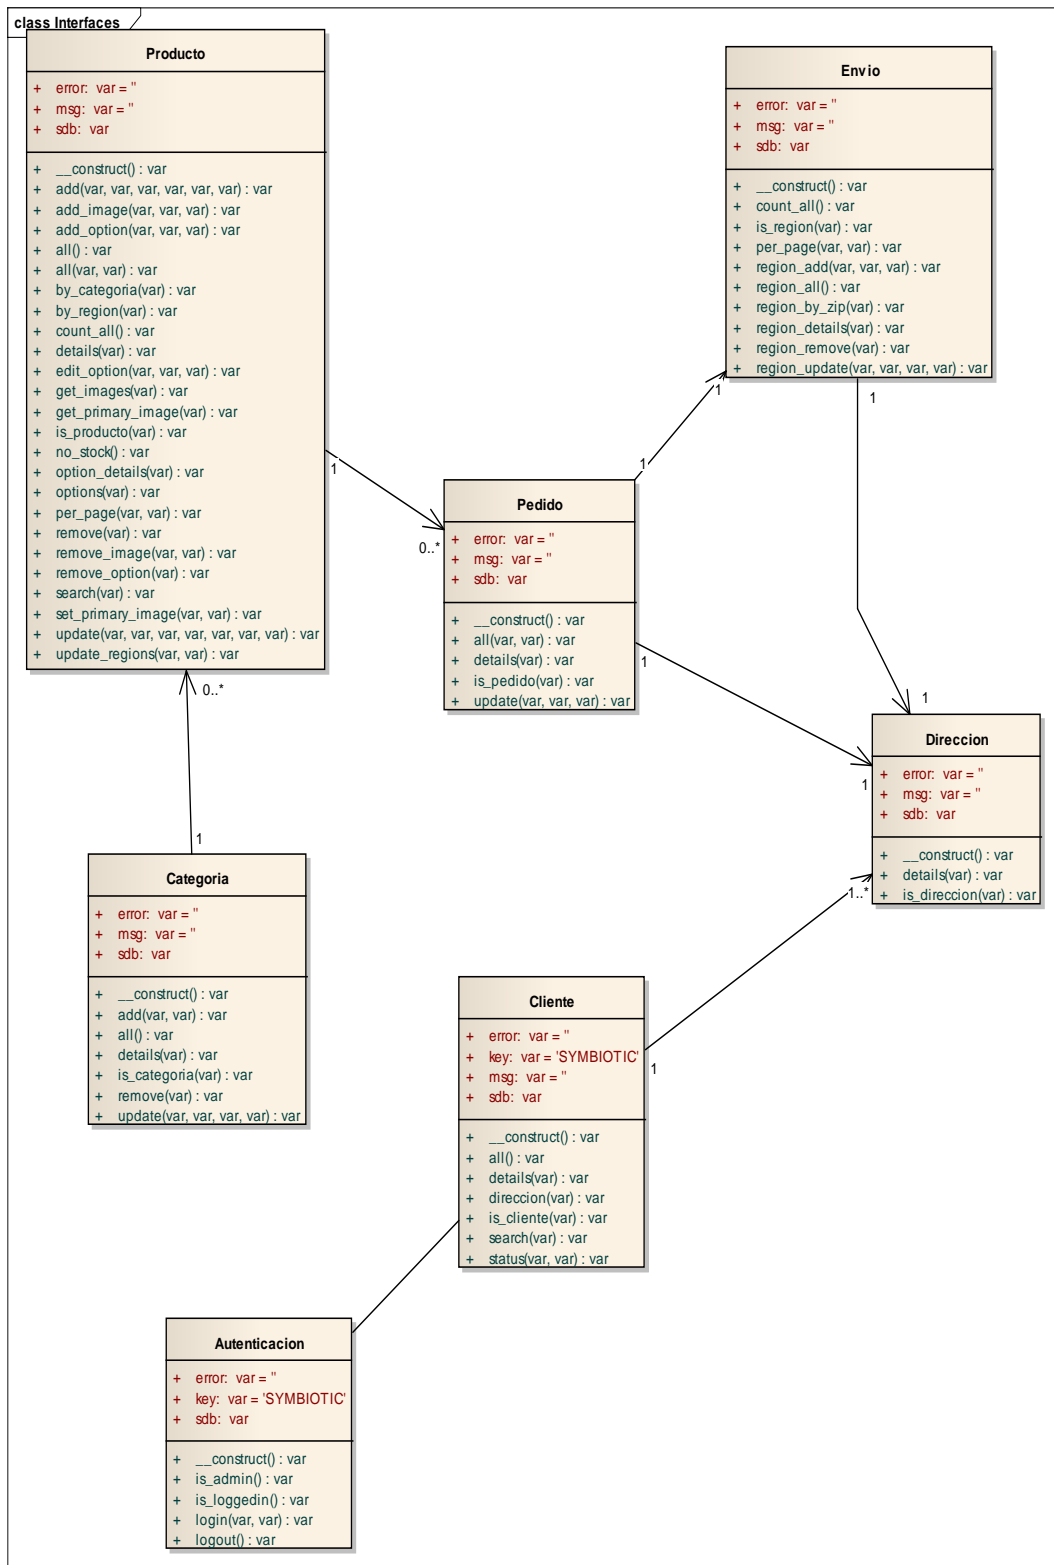 class Interfaces
Producto
+ error: var = ''
+ msg: var = ''
+ sdb: var
+ __construct() : var
+ add(var, var, var, var, var, var) : var
+ add_image(var, var, var) : var
+ add_option(var, var, var) : var
+ all() : var
+ all(var, var) : var
+ by_categoria(var) : var
+ by_region(var) : var
+ count_all() : var
+ details(var) : var
+ edit_option(var, var, var) : var
+ get_images(var) : var
+ get_primary_image(var) : var
+ is_producto(var) : var
+ no_stock() : var
+ option_details(var) : var
+ options(var) : var
+ per_page(var, var) : var
+ remove(var) : var
+ remove_image(var, var) : var
+ remove_option(var) : var
+ search(var) : var
+ set_primary_image(var, var) : var
+ update(var, var, var, var, var, var, var) : var
+ update_regions(var, var) : var
Envio
+ error: var = ''
+ msg: var = ''
+ sdb: var
+ __construct() : var
+ count_all() : var
+ is_region(var) : var
+ per_page(var, var) : var
+ region_add(var, var, var) : var
+ region_all() : var
+ region_by_zip(var) : var
+ region_details(var) : var
+ region_remove(var) : var
+ region_update(var, var, var, var) : var
1
1
1
1
0..*
Pedido
+ error: var = ''
+ msg: var = ''
+ sdb: var
+ __construct() : var
+ all(var, var) : var
+ details(var) : var
+ is_pedido(var) : var
+ update(var, var, var) : var
1
1
1
0..*
Direccion
+ error: var = ''
+ msg: var = ''
+ sdb: var
+ __construct() : var
+ details(var) : var
+ is_direccion(var) : var
1
1..*
Categoria
+ error: var = ''
+ msg: var = ''
+ sdb: var
+ __construct() : var
+ add(var, var) : var
+ all() : var
+ details(var) : var
+ is_categoria(var) : var
+ remove(var) : var
+ update(var, var, var, var) : var
Cliente
+ error: var = ''
+ key: var = 'SYMBIOTIC'
+ msg: var = ''
+ sdb: var
+ __construct() : var
+ all() : var
+ details(var) : var
+ direccion(var) : var
+ is_cliente(var) : var
+ search(var) : var
+ status(var, var) : var
1
Autenticacion
+ error: var = ''
+ key: var = 'SYMBIOTIC'
+ sdb: var
+ __construct() : var
+ is_admin() : var
+ is_loggedin() : var
+ login(var, var) : var
+ logout() : var